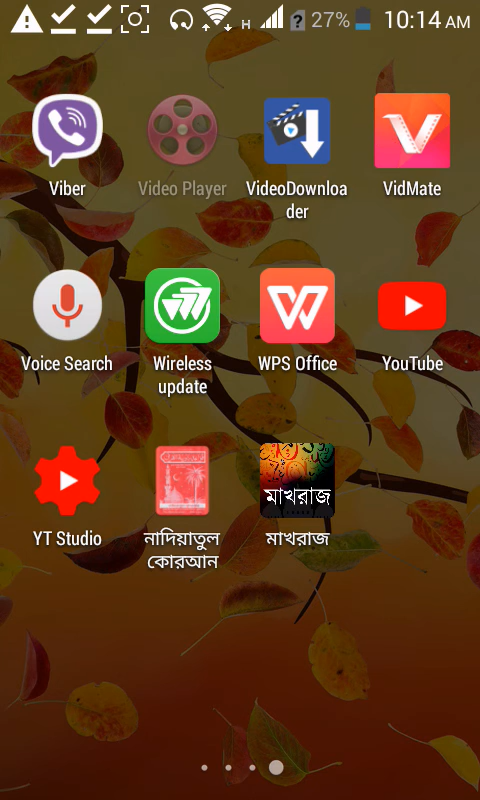 H 27% 10:14 AM
Viber
Video Player
VideoDownloa
der
VidMate
Voice Search
Wireless
update
WPS Office
YouTube
YT Studio
নাদিয়াতুল
কোরআন
মাখরাজ
মাখরাজ